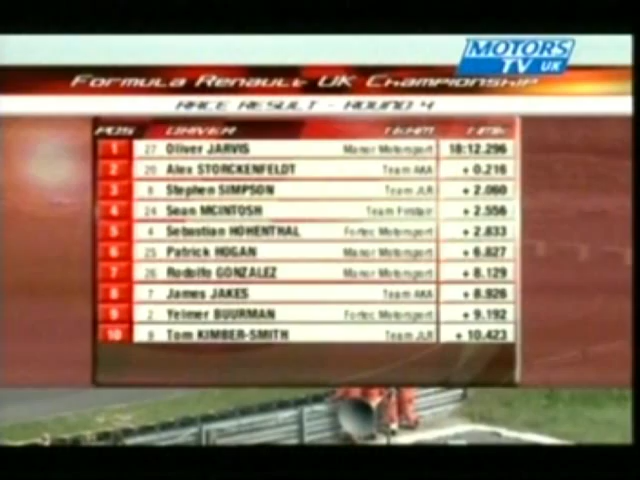 MOTORS
TV UK
Formula Renault UK Championship
RACE RESULT - ROUND 4
POS DRIVER TEAM TIME
1 27 Oliver JARVIS Manor Motorsport 18:12.296
2 20 Alex STORCKENFELDT Team AKA + 0.216
3 8 Stephen SIMPSON Team JLR + 2.060
4 24 Sean MCINTOSH Team Firstair + 2.556
5 4 Sebastian HOHENTHAL Fortec Motorsport + 2.833
6 25 Patrick HOGAN Manor Motorsport + 6.827
7 26 Rodolfo GONZALEZ Manor Motorsport + 8.129
8 7 James JAKES Team AKA + 8.926
9 2 Yelmer BUURMAN Fortec Motorsport + 9.192
10 9 Tom KIMBER-SMITH Team JLR + 10.423